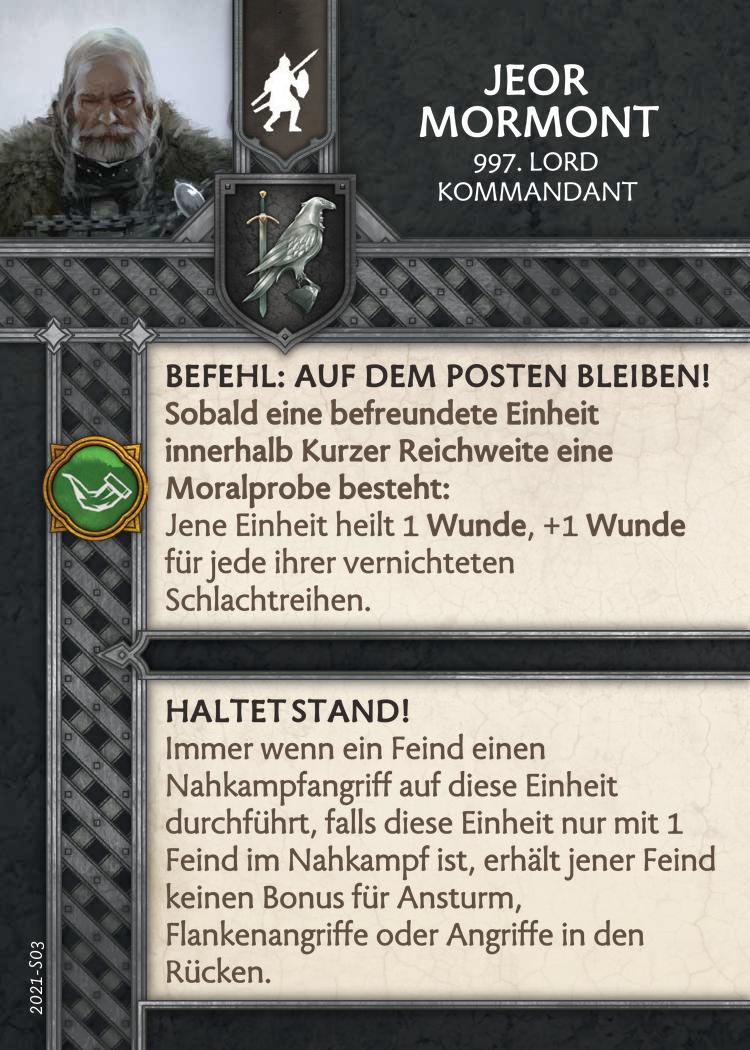 JEOR
MORMONT
997. LORD
KOMMANDANT
BEFEHL: AUF DEM POSTEN BLEIBEN!
Sobald eine befreundete Einheit
innerhalb Kurzer Reichweite eine
Moralprobe besteht:
Jene Einheit heilt 1 Wunde, +1 Wunde
für jede ihrer vernichteten
Schlachtreihen.
HALTET STAND!
Immer wenn ein Feind einen
Nahkampfangriff auf diese Einheit
durchführt, falls diese Einheit nur mit 1
Feind im Nahkampf ist, erhält jener Feind
keinen Bonus für Ansturm,
Flankenangriffe oder Angriffe in den
Rücken.
2021-S03